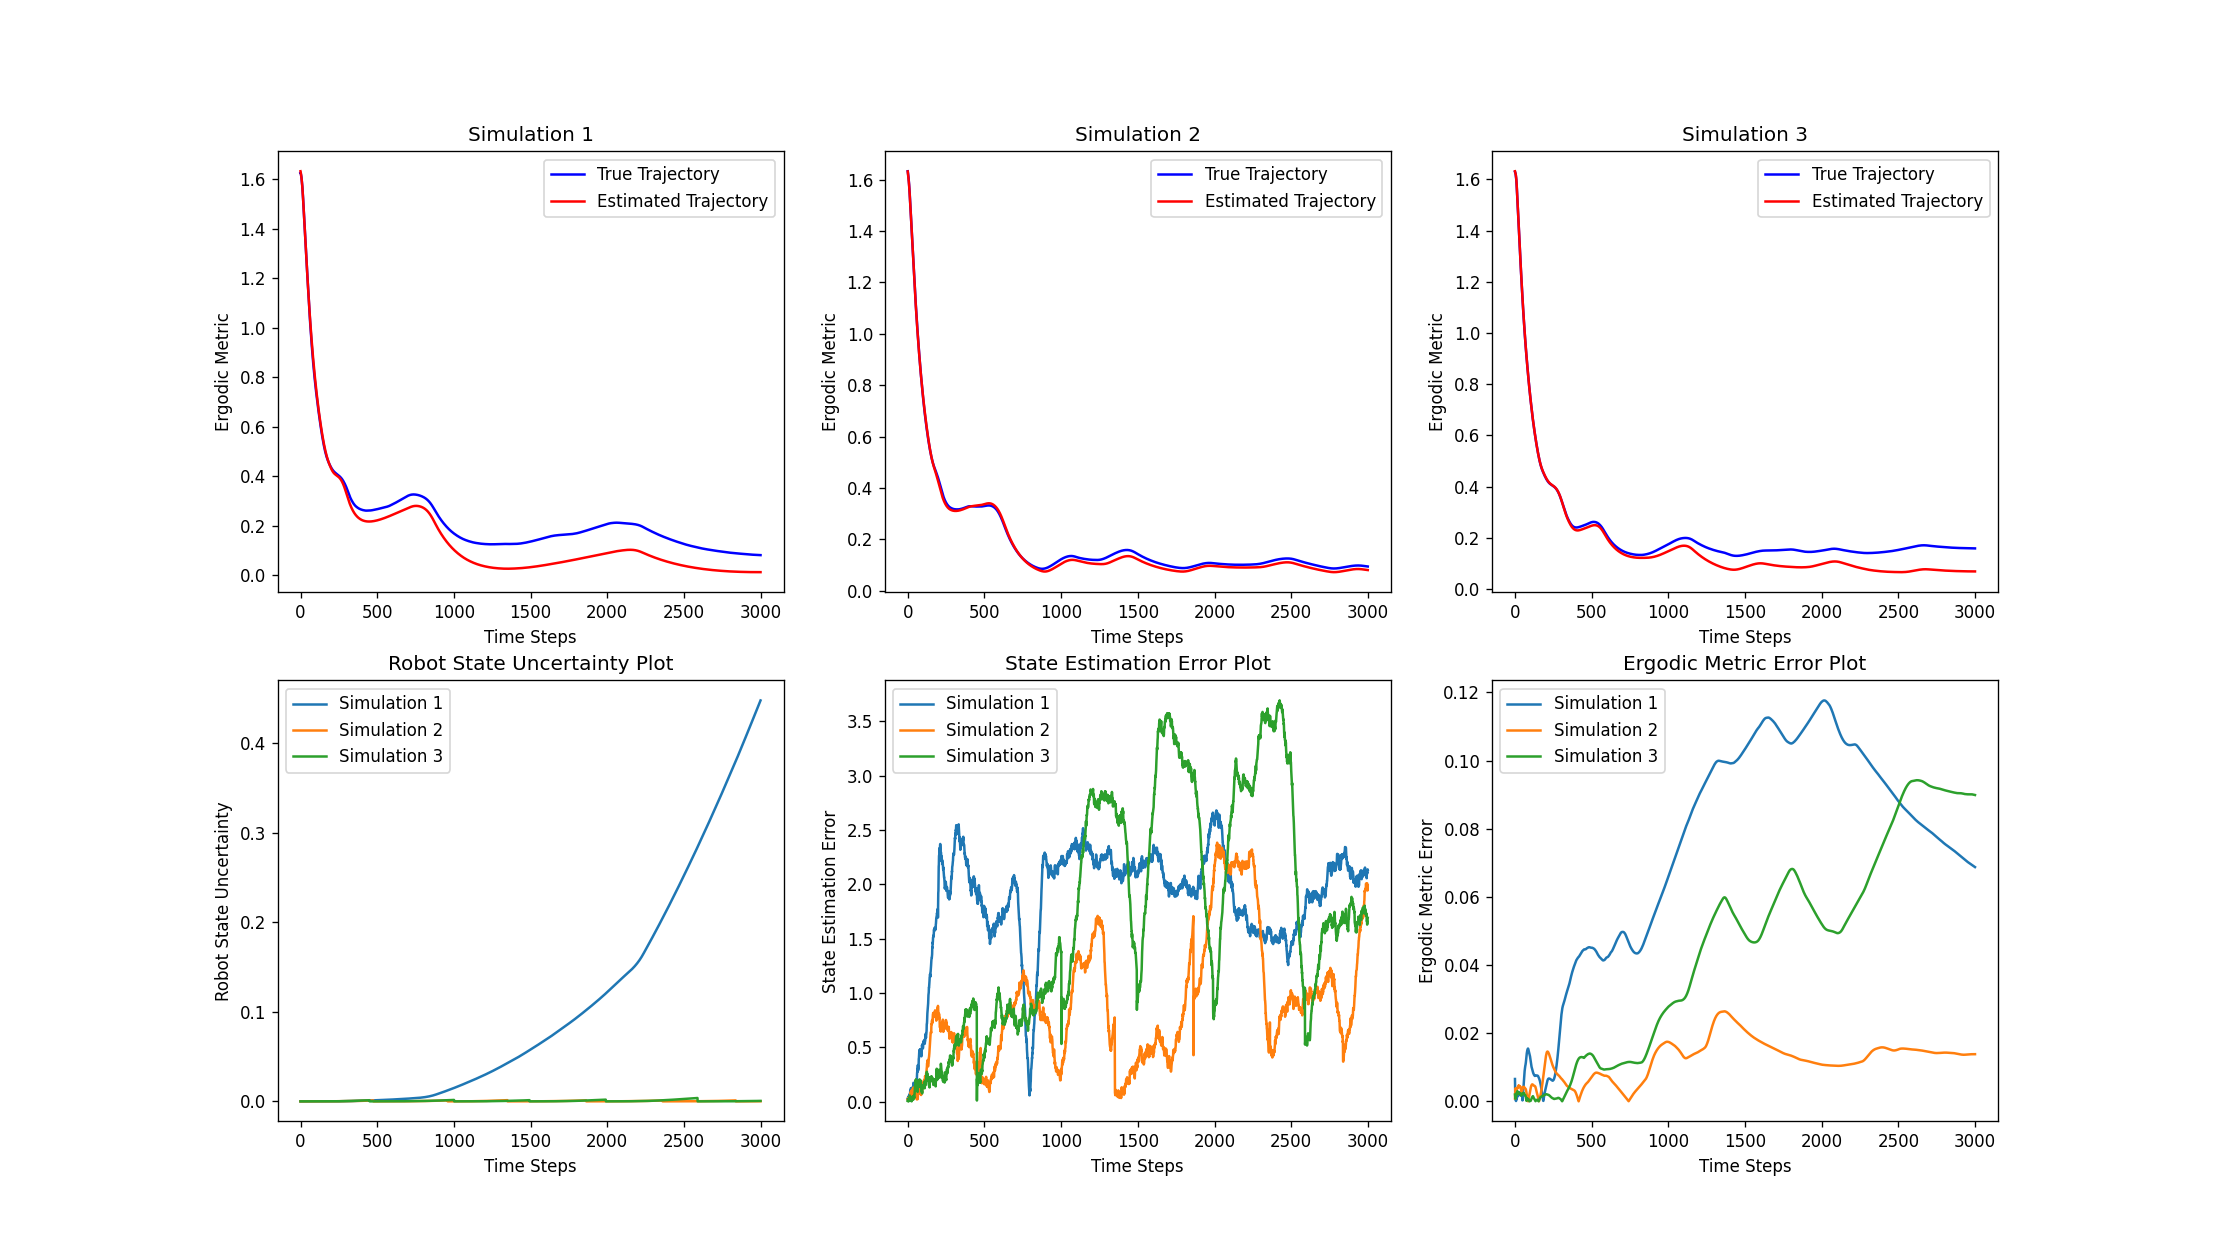 Simulation 1
Simulation 2
Simulation 3
True Trajectory
Estimated Trajectory
True Trajectory
Estimated Trajectory
True Trajectory
Estimated Trajectory
Ergodic Metric
1.6
1.4
1.2
1.0
0.8
0.6
0.4
0.2
0.0
0 500 1000 1500 2000 2500 3000
Time Steps
Ergodic Metric
1.6
1.4
1.2
1.0
0.8
0.6
0.4
0.2
0.0
0 500 1000 1500 2000 2500 3000
Time Steps
Ergodic Metric
1.6
1.4
1.2
1.0
0.8
0.6
0.4
0.2
0.0
0 500 1000 1500 2000 2500 3000
Time Steps
Robot State Uncertainty Plot
Simulation 1
Simulation 2
Simulation 3
Robot State Uncertainty
0.4
0.3
0.2
0.1
0.0
0 500 1000 1500 2000 2500 3000
Time Steps
State Estimation Error Plot
Simulation 1
Simulation 2
Simulation 3
State Estimation Error
3.5
3.0
2.5
2.0
1.5
1.0
0.5
0.0
0 500 1000 1500 2000 2500 3000
Time Steps
Ergodic Metric Error Plot
Simulation 1
Simulation 2
Simulation 3
Ergodic Metric Error
0.12
0.10
0.08
0.06
0.04
0.02
0.00
0 500 1000 1500 2000 2500 3000
Time Steps